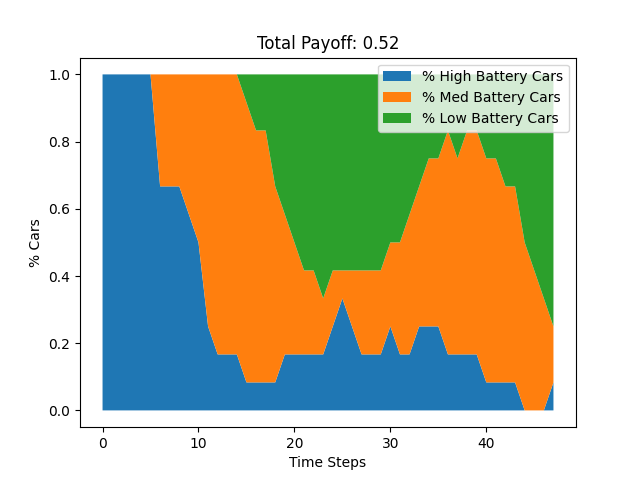 Total Payoff: 0.52
% High Battery Cars
% Med Battery Cars
% Low Battery Cars
1.0
0.8
0.6
0.4
0.2
0.0
% Cars
0 10 20 30 40
Time Steps